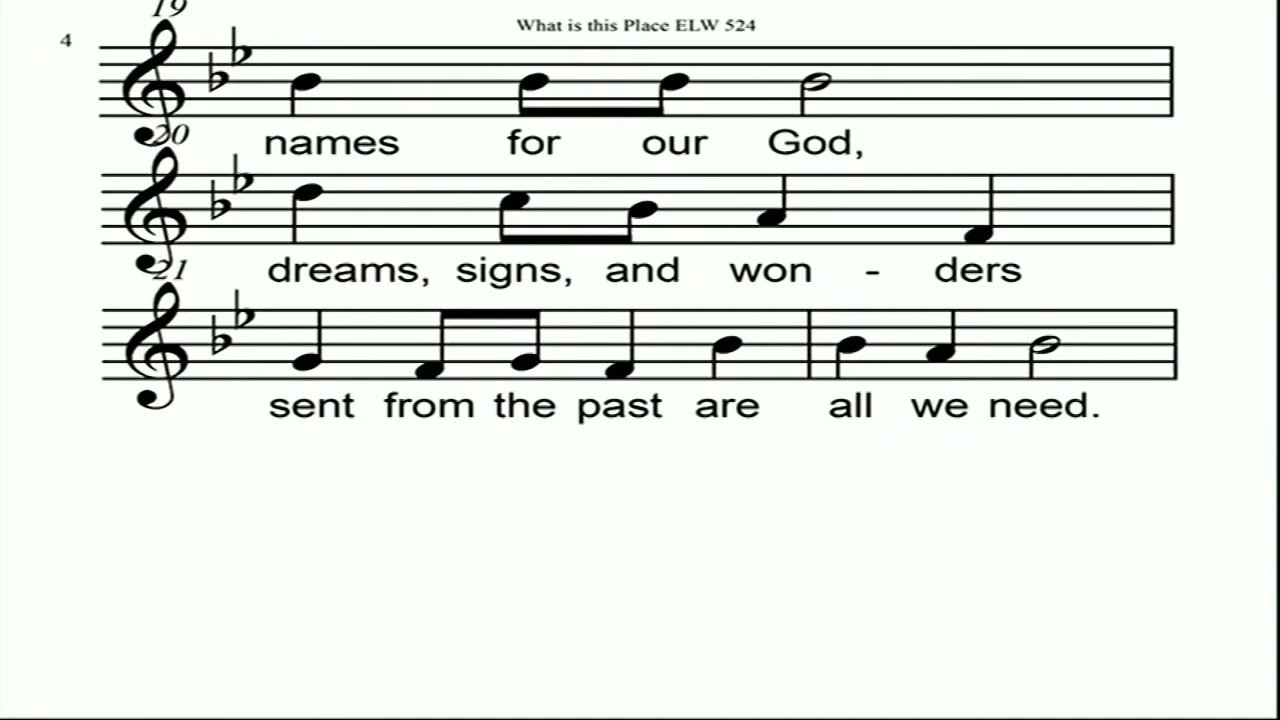 19
What is this Place ELW 524
4
names for our God,
20
dreams, signs, and won - ders
21
sent from the past are all we need.